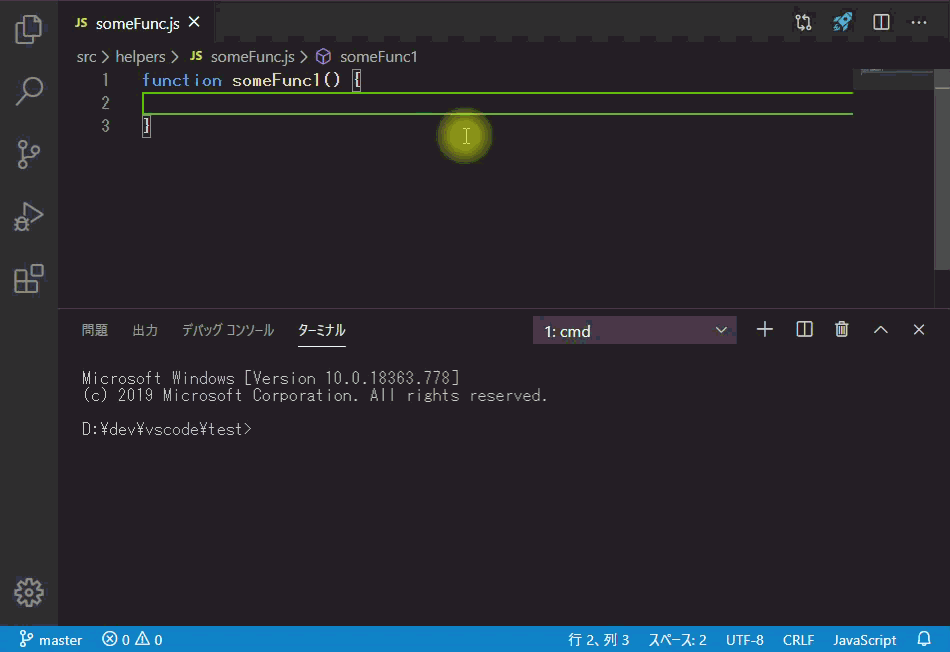 JS someFunc.js
src > helpers > JS someFunc.js > someFunc1
1 function someFunc1() {
2
3 }
問題 出力 デバッグ コンソール ターミナル 1: cmd
Microsoft Windows [Version 10.0.18363.778]
(c) 2019 Microsoft Corporation. All rights reserved.
D:¥dev¥vscode¥test>
master 0 0 行 2、列 3 スペース: 2 UTF-8 CRLF JavaScript